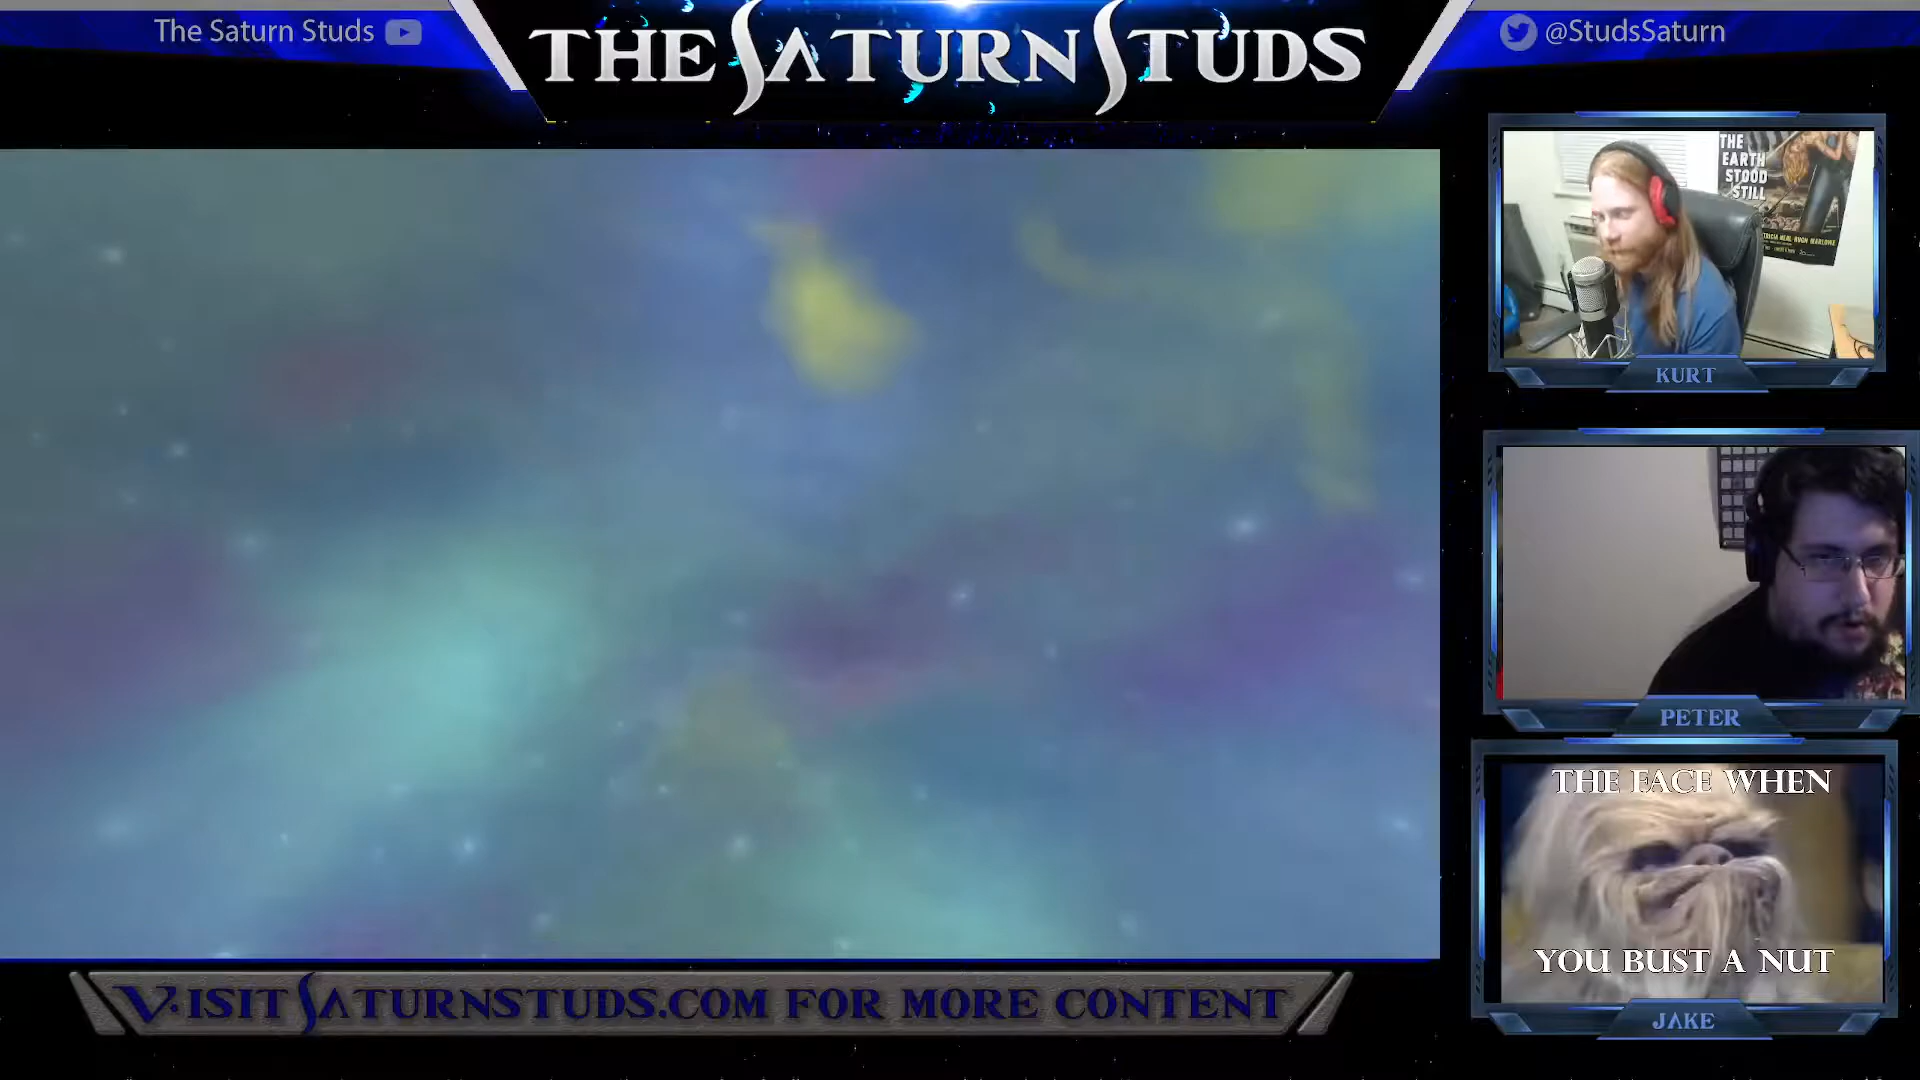 The Saturn Studs
THE SATURN STUDS
@StudsSaturn
THE
EARTH
STOOD
STILL
KURT
PETER
THE FACE WHEN
YOU BUST A NUT
JAKE
VISIT SATURNSTUDS.COM FOR MORE CONTENT